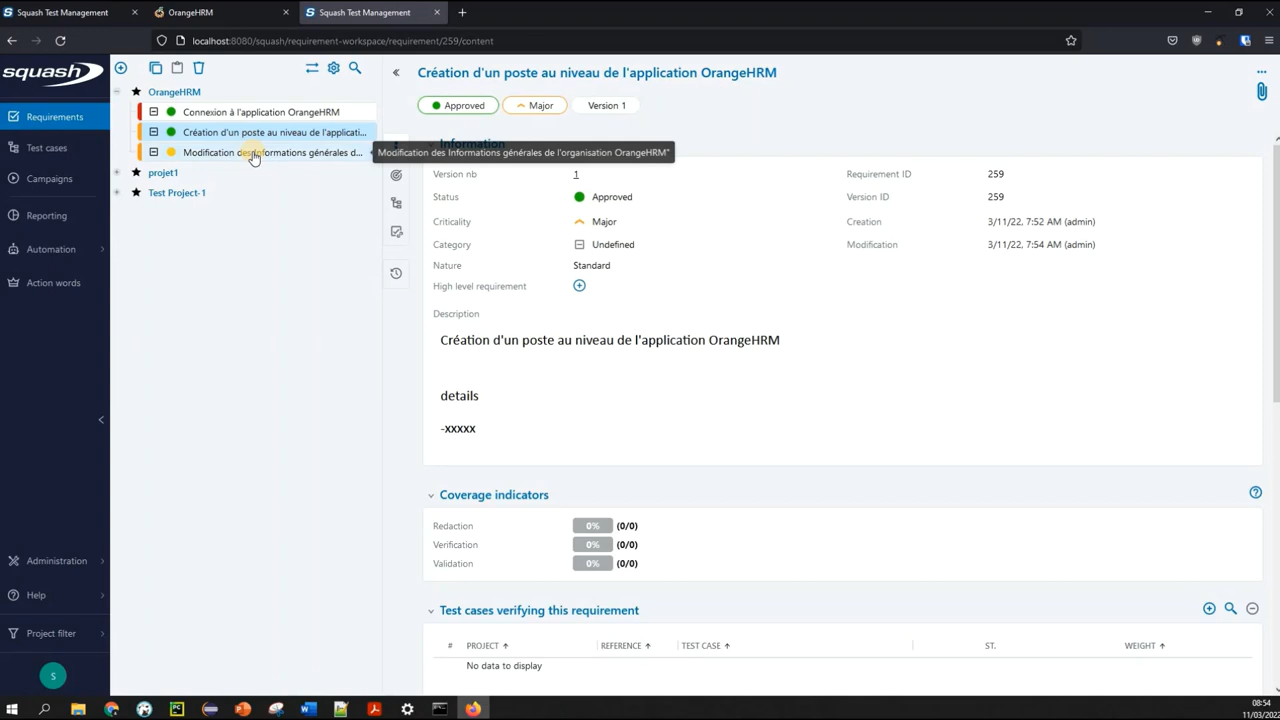 Squash Test Management
OrangeHRM
Squash Test Management
localhost:8080/squash/requirement-workspace/requirement/259/content
squash
Requirements
Test cases
Campaigns
Reporting
Automation
Action words
Administration
Help
Project filter
S
OrangeHRM
Connexion à l'application OrangeHRM
Création d'un poste au niveau de l'applicati...
Modification des Informations générales d...
Modification des Informations générales de l'organisation OrangeHRM"
projet1
Test Project-1
Création d'un poste au niveau de l'application OrangeHRM
Approved
Major
Version 1
Information
Version nb 1
Requirement ID 259
Status Approved
Version ID 259
Criticality Major
Creation 3/11/22, 7:52 AM (admin)
Category Undefined
Modification 3/11/22, 7:54 AM (admin)
Nature Standard
High level requirement
Description
Création d'un poste au niveau de l'application OrangeHRM
details
-xxxxx
Coverage indicators
Redaction 0% (0/0)
Verification 0% (0/0)
Validation 0% (0/0)
Test cases verifying this requirement
# PROJECT REFERENCE TEST CASE ST. WEIGHT
No data to display
08:54
11/03/2022